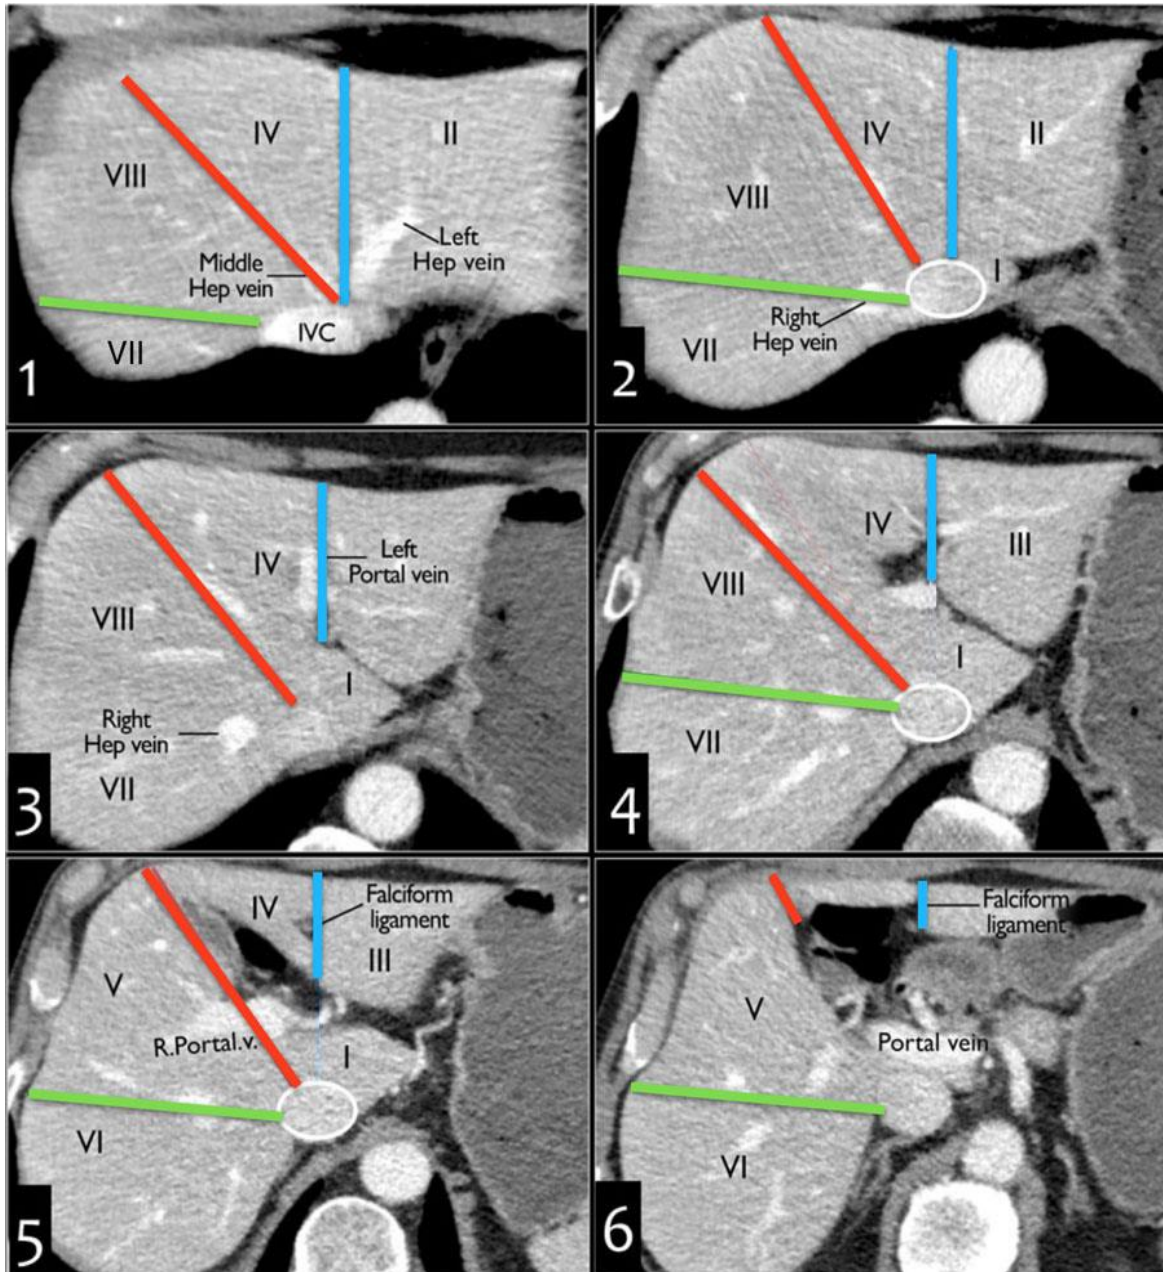 IV
II
VIII
Left
Hep vein
Middle
Hep vein
IVC
VII
1
IV
II
VIII
I
Right
Hep vein
VII
2
IV
Left
Portal vein
VIII
I
Right
Hep vein
VII
3
IV
III
VIII
I
VII
4
IV
Falciform
ligament
III
V
R.Portal.v.
I
VI
5
Falciform
ligament
V
Portal vein
VI
6